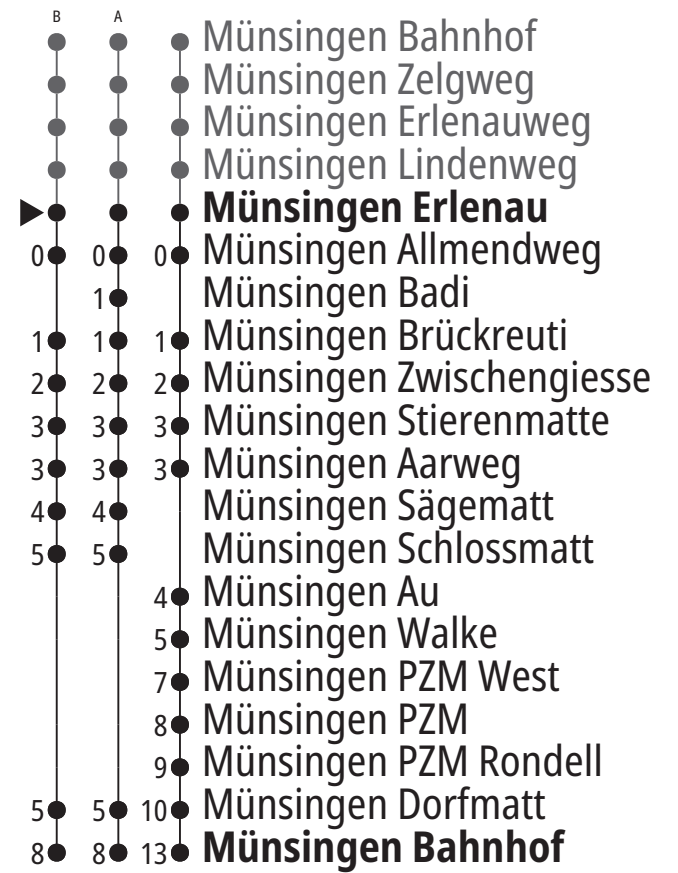 B A
Münsingen Bahnhof
Münsingen Zelgweg
Münsingen Erlenauweg
Münsingen Lindenweg
Münsingen Erlenau
0 0 0 Münsingen Allmendweg
1 Münsingen Badi
1 1 1 Münsingen Brückreuti
2 2 2 Münsingen Zwischengiesse
3 3 3 Münsingen Stierenmatte
3 3 3 Münsingen Aarweg
4 4 Münsingen Sägematt
5 5 Münsingen Schlossmatt
4 Münsingen Au
5 Münsingen Walke
7 Münsingen PZM West
8 Münsingen PZM
9 Münsingen PZM Rondell
5 5 10 Münsingen Dorfmatt
8 8 13 Münsingen Bahnhof